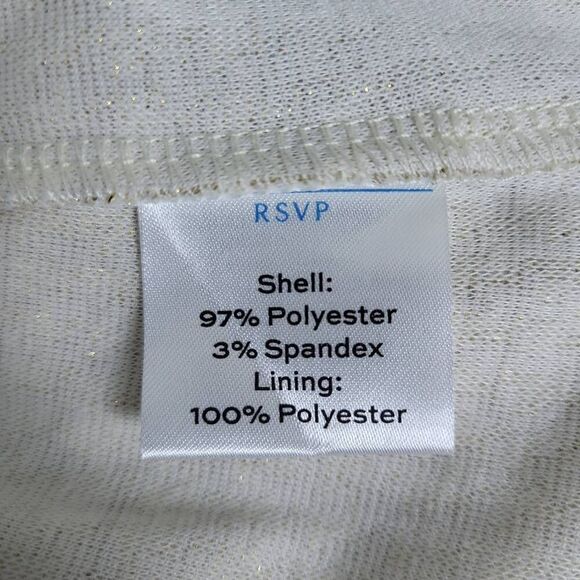 RSVP
Shell:
97% Polyester
3% Spandex
Lining:
100% Polyester